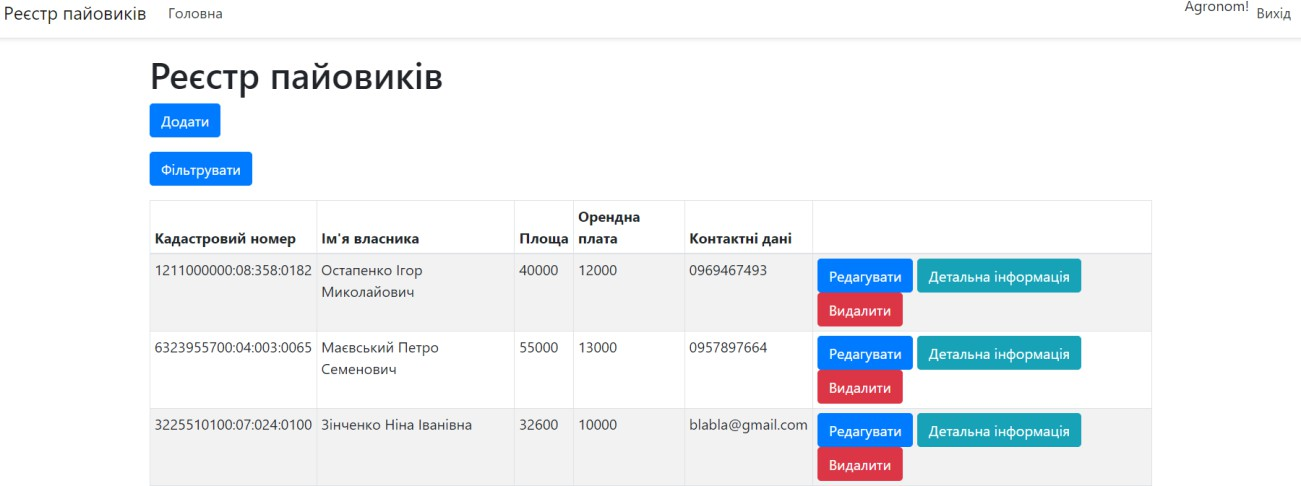 Реєстр пайовиків Головна Agronom! Вихід
Реєстр пайовиків
Додати
Фільтрувати
Кадастровий номер Ім'я власника Площа Орендна плата Контактні дані
1211000000:08:358:0182 Остапенко Ігор Миколайович 40000 12000 0969467493 Редагувати Детальна інформація
Видалити
6323955700:04:003:0065 Маєвський Петро Семенович 55000 13000 0957897664 Редагувати Детальна інформація
Видалити
3225510100:07:024:0100 Зінченко Ніна Іванівна 32600 10000 blabla@gmail.com Редагувати Детальна інформація
Видалити